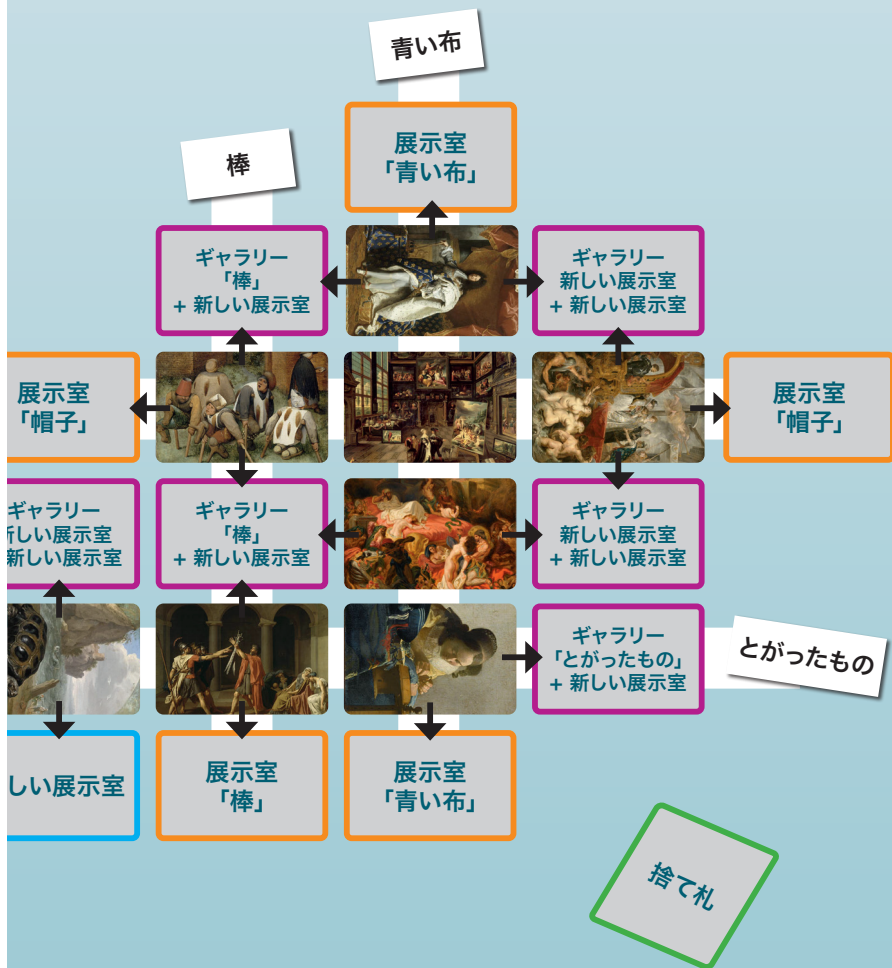 青い布
展示室
「青い布」
棒
ギャラリー
「棒」
+ 新しい展示室
ギャラリー
新しい展示室
+ 新しい展示室
展示室
「帽子」
展示室
「帽子」
ギャラリー
しい展示室
新しい展示室
ギャラリー
「棒」
+ 新しい展示室
ギャラリー
新しい展示室
+ 新しい展示室
ギャラリー
「とがったもの」
+ 新しい展示室
とがったもの
しい展示室
展示室
「棒」
展示室
「青い布」
捨て札